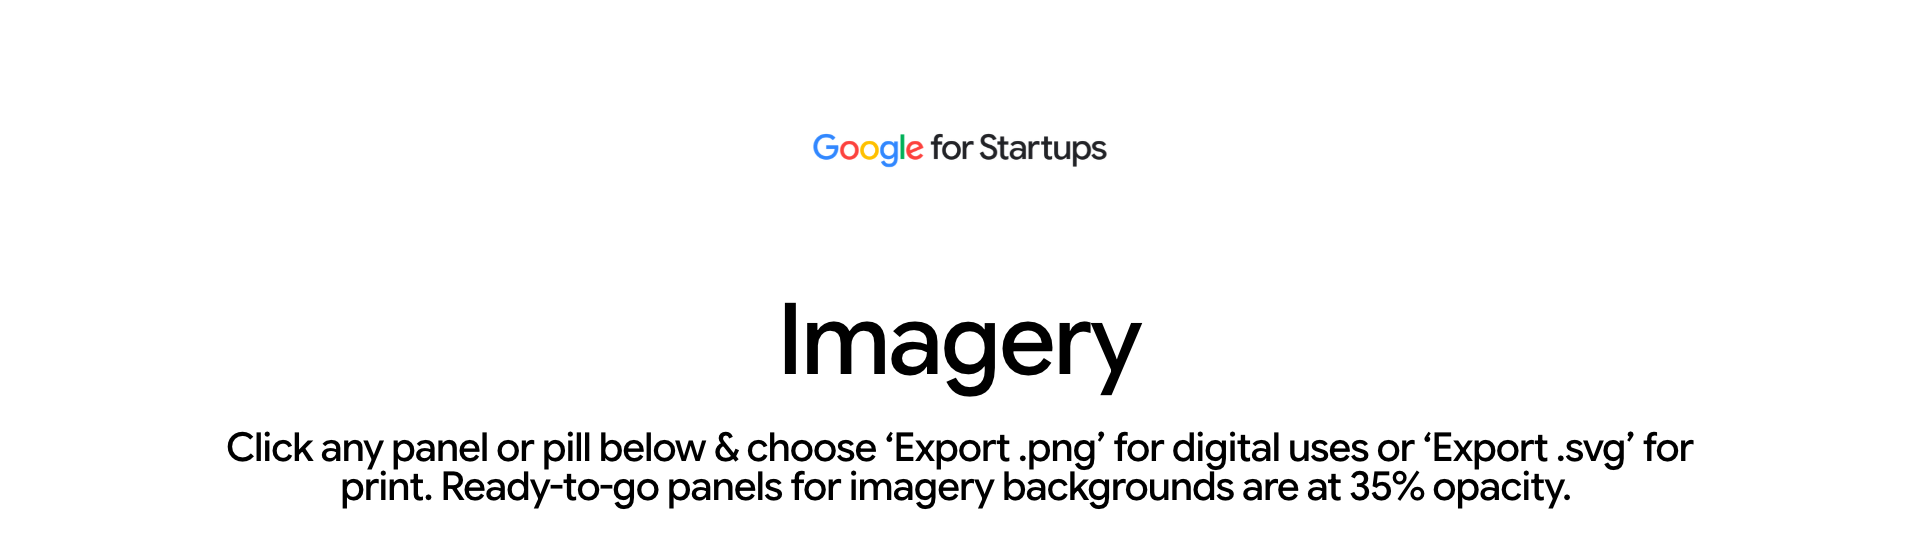 Google for Startups
Imagery
Click any panel or pill below & choose ‘Export .png’ for digital uses or ‘Export .svg’ for
print. Ready-to-go panels for imagery backgrounds are at 35% opacity.